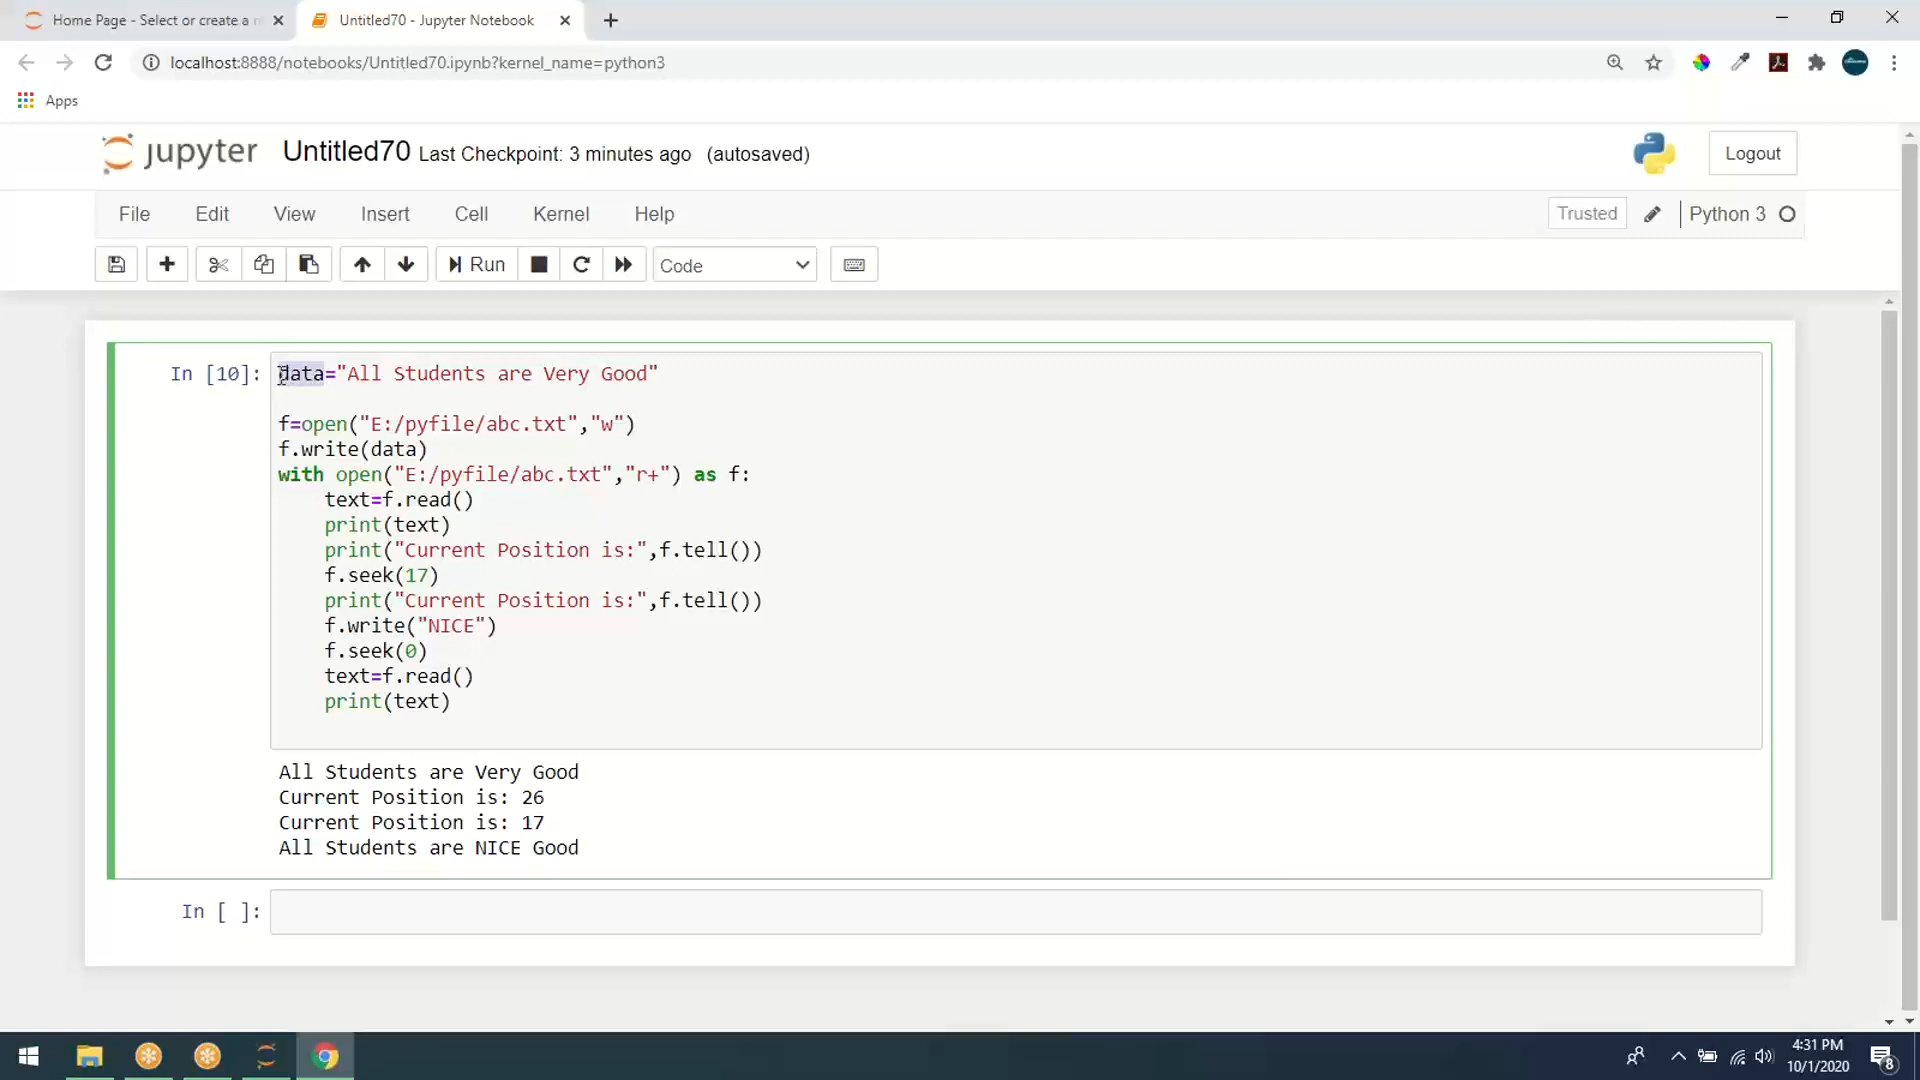 Home Page - Select or create a n
Untitled70 - Jupyter Notebook
localhost:8888/notebooks/Untitled70.ipynb?kernel_name=python3
Apps
jupyter Untitled70 Last Checkpoint: 3 minutes ago (autosaved)
Logout
File Edit View Insert Cell Kernel Help
Trusted
Python 3
Run
Code
In [10]:
data="All Students are Very Good"
f=open("E:/pyfile/abc.txt","w")
f.write(data)
with open("E:/pyfile/abc.txt","r+") as f:
    text=f.read()
    print(text)
    print("Current Position is:",f.tell())
    f.seek(17)
    print("Current Position is:",f.tell())
    f.write("NICE")
    f.seek(0)
    text=f.read()
    print(text)
All Students are Very Good
Current Position is: 26
Current Position is: 17
All Students are NICE Good
In [ ]:
4:31 PM
10/1/2020
8